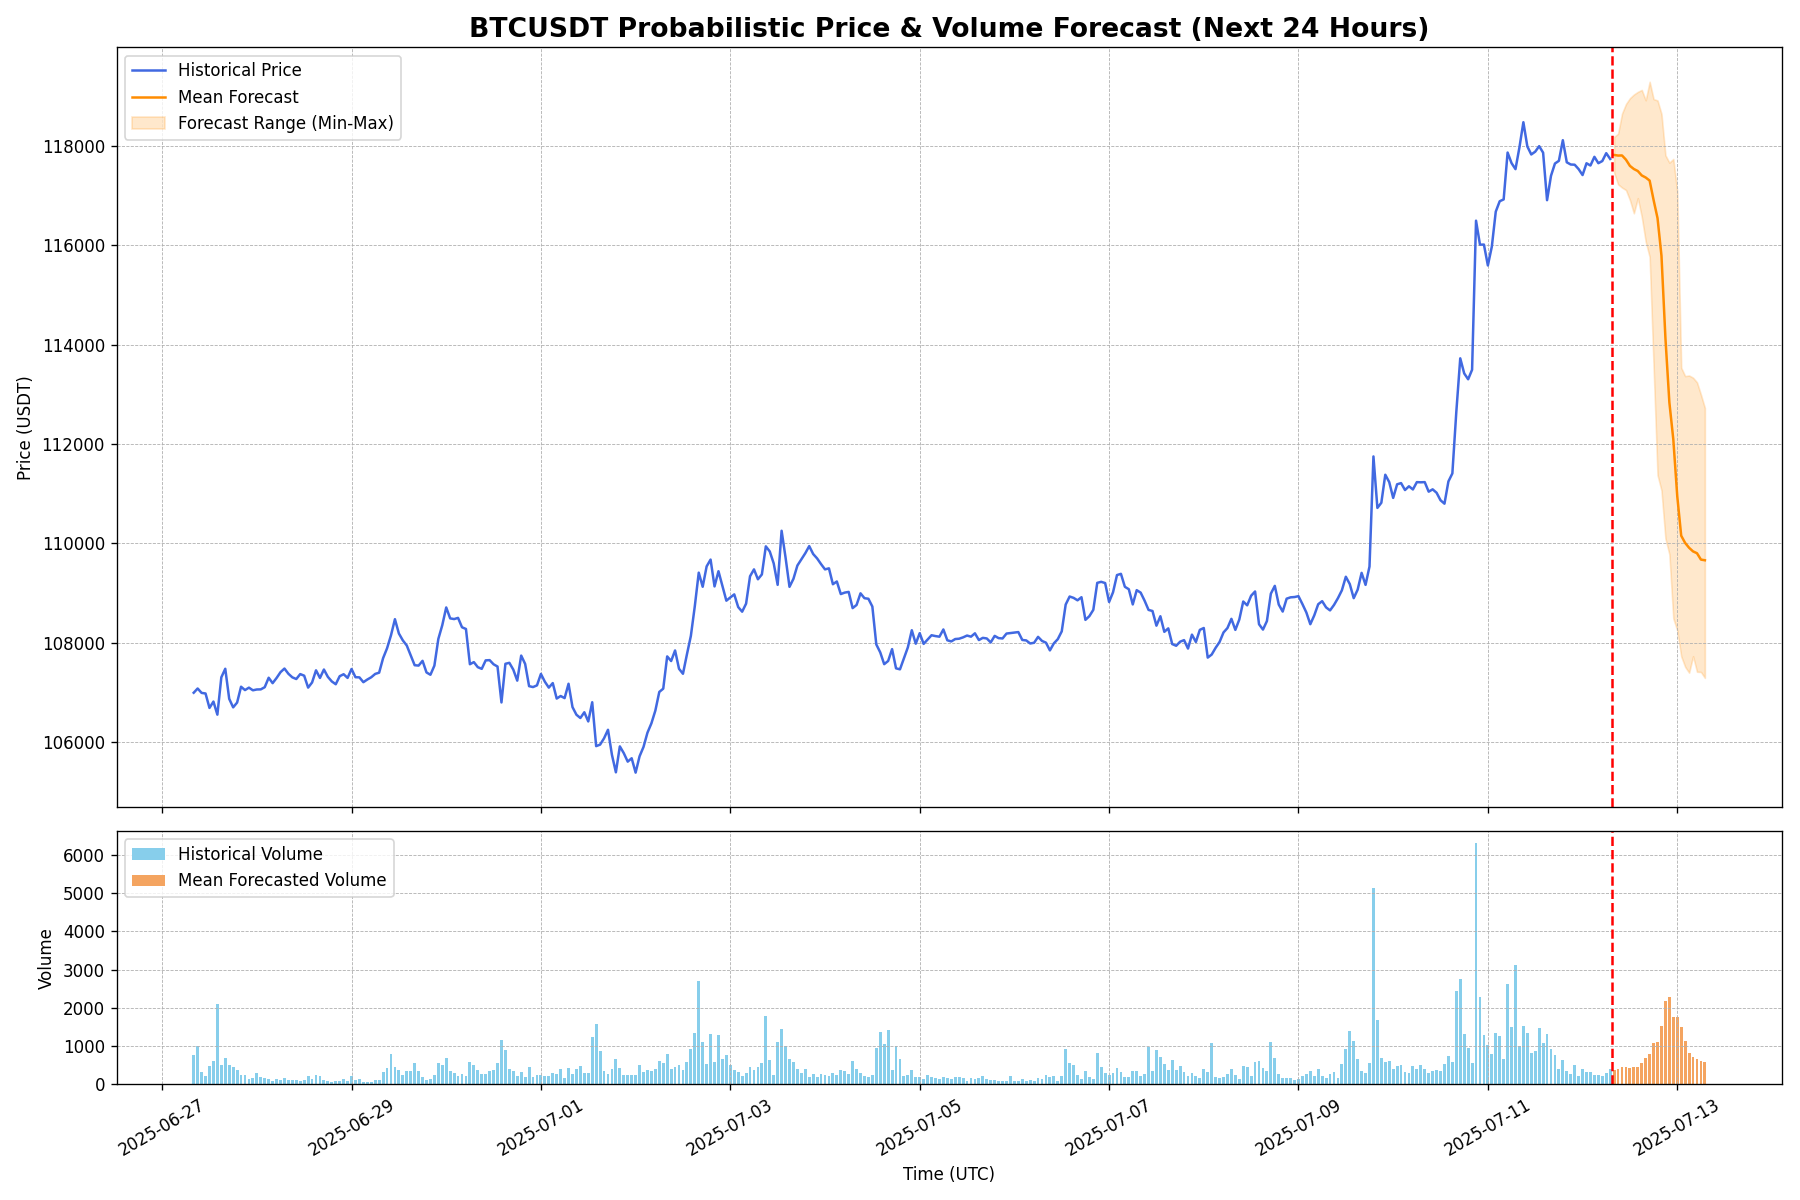 BTCUSDT Probabilistic Price & Volume Forecast (Next 24 Hours)
Historical Price
Mean Forecast
Forecast Range (Min-Max)
118000
116000
114000
112000
110000
108000
106000
Price (USDT)
Historical Volume
Mean Forecasted Volume
6000
5000
4000
3000
2000
1000
0
Volume
2025-06-27
2025-06-29
2025-07-01
2025-07-03
2025-07-05
2025-07-07
2025-07-09
2025-07-11
2025-07-13
Time (UTC)